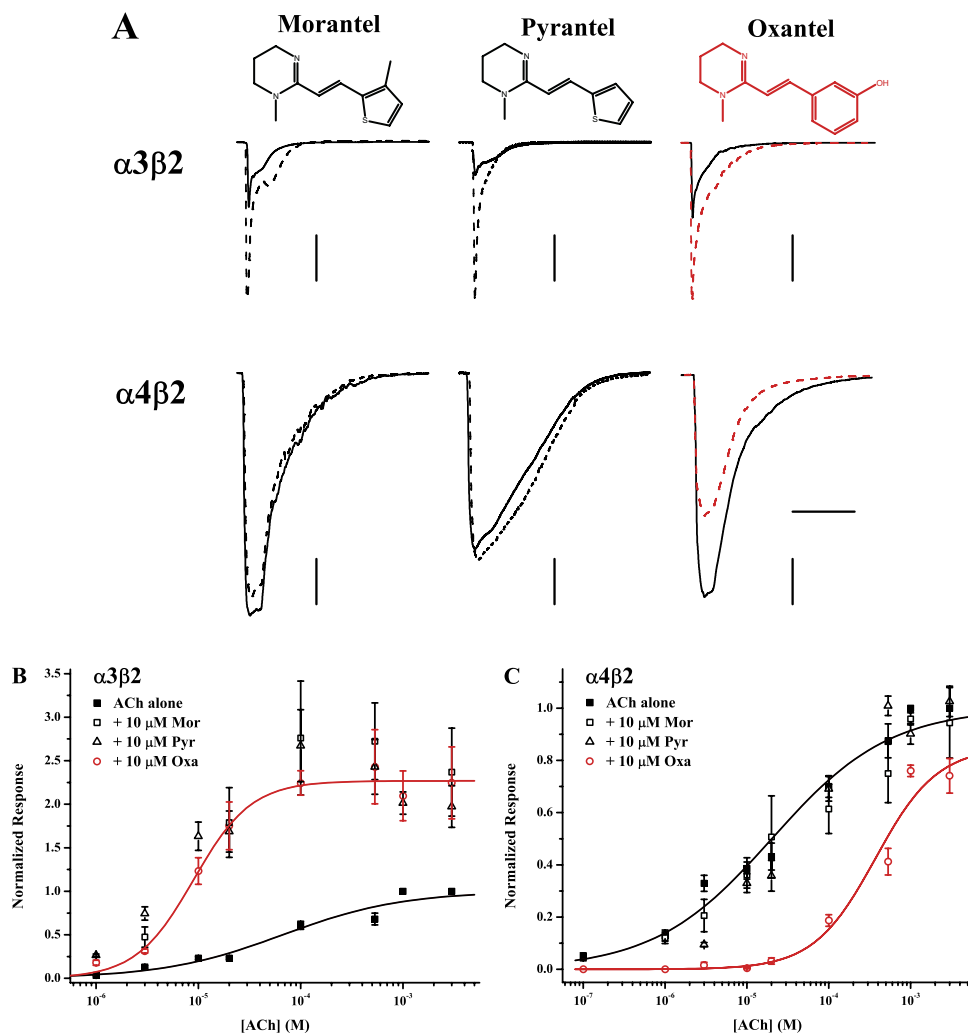 A
Morantel Pyrantel Oxantel
N
N
S
N
N
S
N
N
OH
α3β2
α4β2
B
α3β2
ACh alone
+ 10 μM Mor
+ 10 μM Pyr
+ 10 μM Oxa
Normalized Response
3.5
3.0
2.5
2.0
1.5
1.0
0.5
0.0
10⁻⁶ 10⁻⁵ 10⁻⁴ 10⁻³
[ACh] (M)
C
α4β2
ACh alone
+ 10 μM Mor
+ 10 μM Pyr
+ 10 μM Oxa
Normalized Response
1.0
0.8
0.6
0.4
0.2
0.0
10⁻⁷ 10⁻⁶ 10⁻⁵ 10⁻⁴ 10⁻³
[ACh] (M)